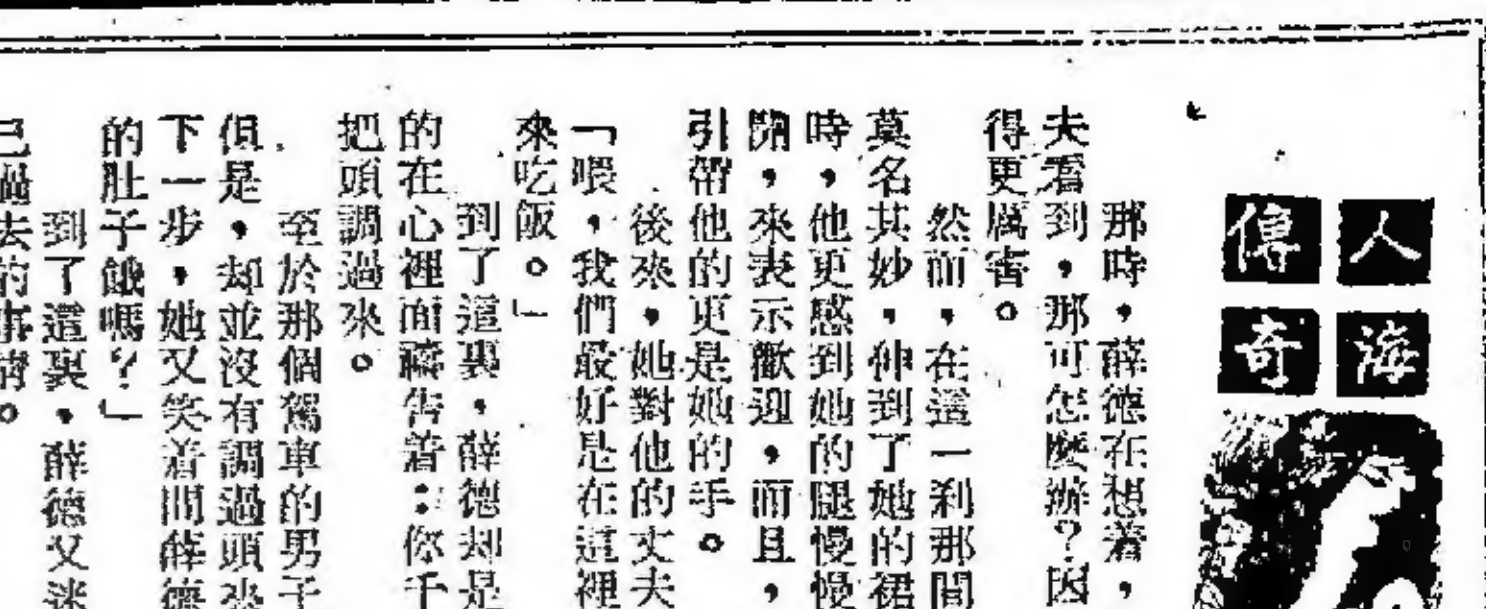 人海傳奇
那時，薛德在想着，
夫看到，那可怎麼辦？因
得更厲害。
然而，在這一刹那間
莫名其妙，伸到了她的裙
時，他更感到她的腿慢慢
開，來表示歡迎，而且，
引帶他的更是她的手。
後來，她對他的丈夫
「喂，我們最好是在這裡
來吃飯。」
到了這裏，薛德却是
的在心裡面禱告着：你千
把頭調過來。
至於那個駕車的男子
但是，却並沒有調過頭來
下一步，她又笑着問薛德
的肚子餓嗎？」
到了這裏，薛德又迷
已過去的事情。